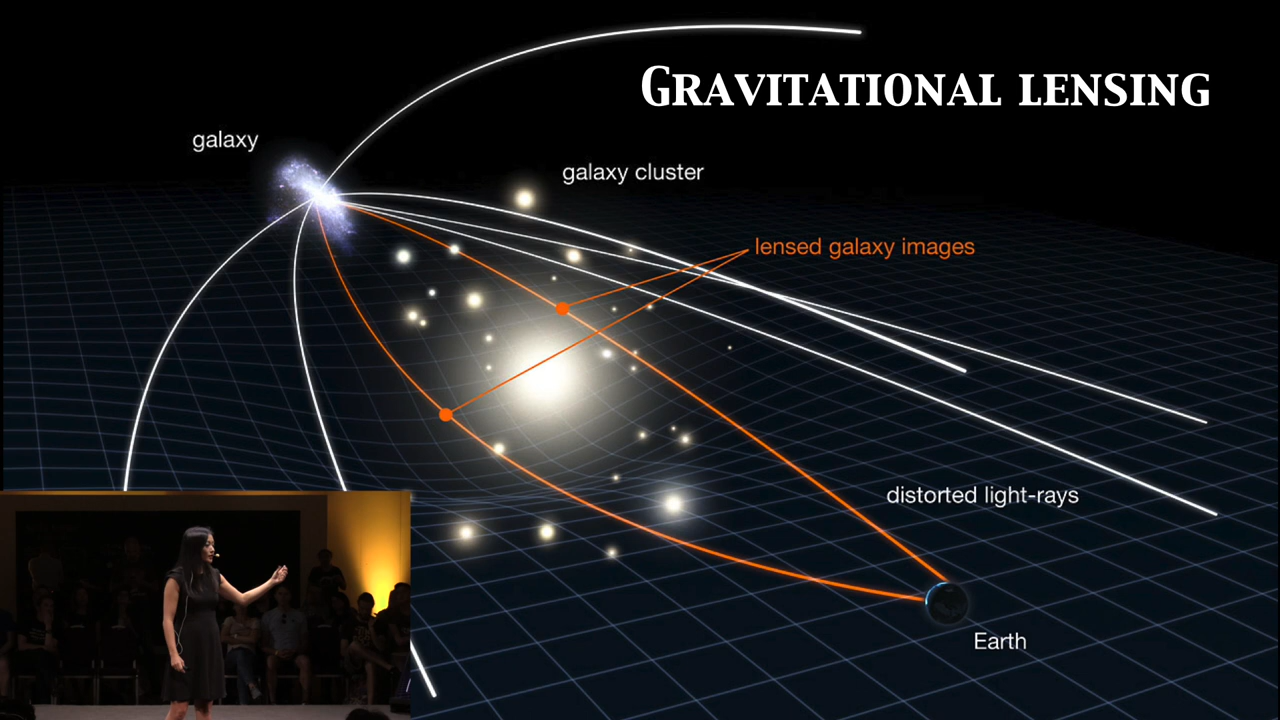 GRAVITATIONAL LENSING
galaxy
galaxy cluster
lensed galaxy images
distorted light-rays
Earth